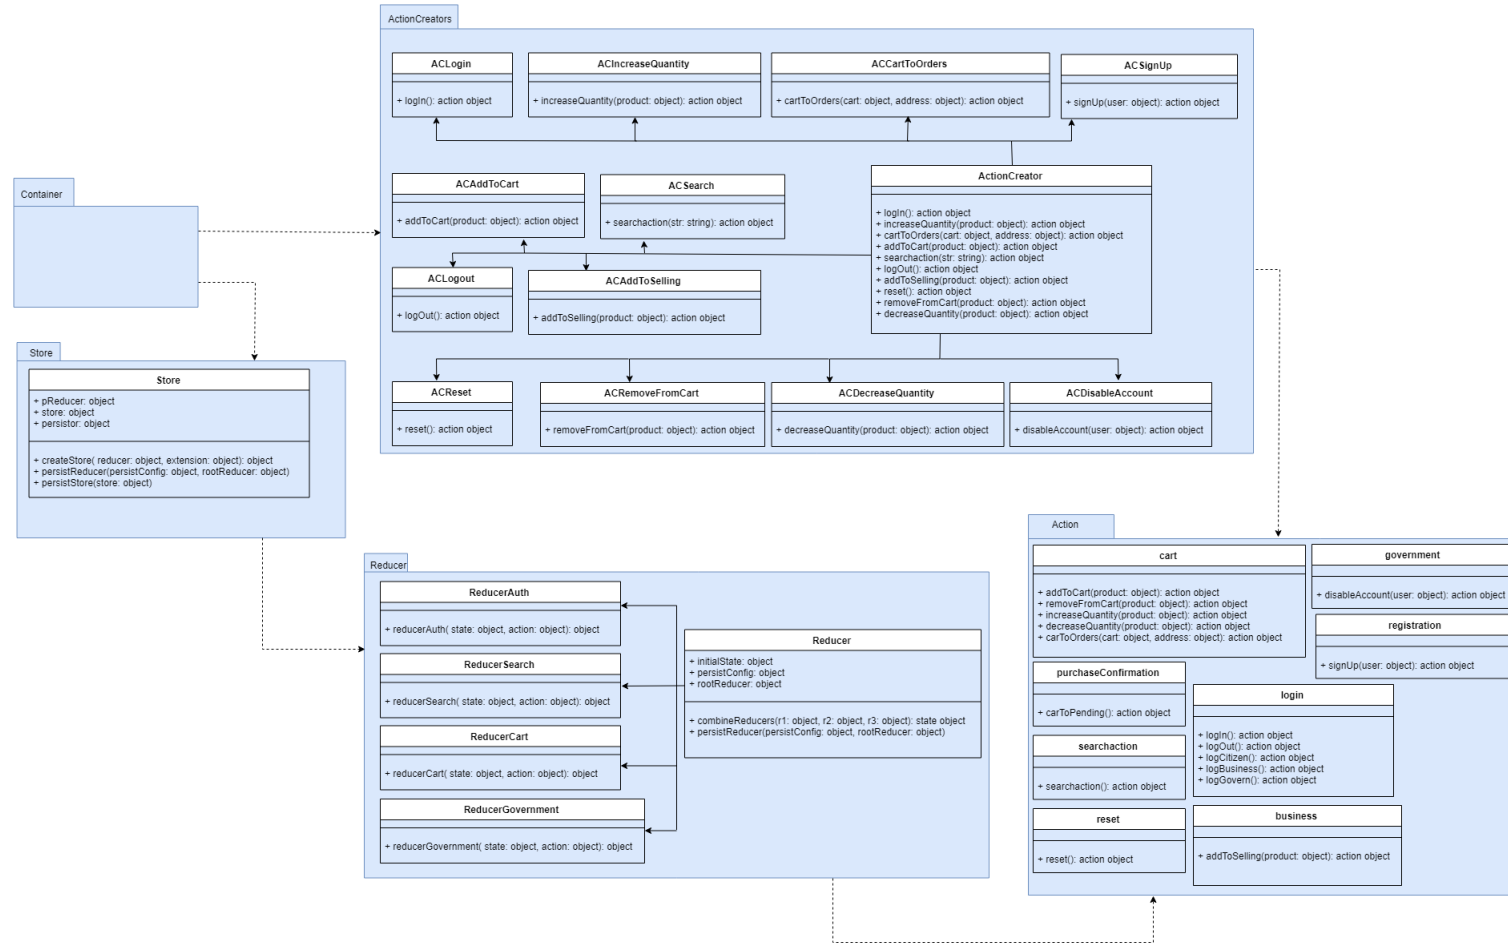 ActionCreators
ACLogin
+ logIn(): action object
ACIncreaseQuantity
+ increaseQuantity(product: object): action object
ACCartToOrders
+ cartToOrders(cart: object, address: object): action object
ACSignUp
+ signUp(user: object): action object
ACAddToCart
+ addToCart(product: object): action object
ACSearch
+ searchaction(str: string): action object
ActionCreator
+ logIn(): action object
+ increaseQuantity(product: object): action object
+ cartToOrders(cart: object, address: object): action object
+ addToCart(product: object): action object
+ searchaction(str: string): action object
+ logOut(): action object
+ addToSelling(product: object): action object
+ reset(): action object
+ removeFromCart(product: object): action object
+ decreaseQuantity(product: object): action object
ACLogout
+ logOut(): action object
ACAddToSelling
+ addToSelling(product: object): action object
ACReset
+ reset(): action object
ACRemoveFromCart
+ removeFromCart(product: object): action object
ACDecreaseQuantity
+ decreaseQuantity(product: object): action object
ACDisableAccount
+ disableAccount(user: object): action object
Container
Store
Store
+ pReducer: object
+ store: object
+ persistor: object
+ createStore( reducer: object, extension: object): object
+ persistReducer(persistConfig: object, rootReducer: object)
+ persistStore(store: object)
Reducer
ReducerAuth
+ reducerAuth( state: object, action: object): object
ReducerSearch
+ reducerSearch( state: object, action: object): object
ReducerCart
+ reducerCart( state: object, action: object): object
ReducerGovernment
+ reducerGovernment( state: object, action: object): object
Reducer
+ initialState: object
+ persistConfig: object
+ rootReducer: object
+ combineReducers(r1: object, r2: object, r3: object): state object
+ persistReducer(persistConfig: object, rootReducer: object)
Action
cart
+ addToCart(product: object): action object
+ removeFromCart(product: object): action object
+ increaseQuantity(product: object): action object
+ decreaseQuantity(product: object): action object
+ carToOrders(cart: object, address: object): action object
government
+ disableAccount(user: object): action object
registration
+ signUp(user: object): action object
purchaseConfirmation
+ carToPending(): action object
login
+ logIn(): action object
+ logOut(): action object
+ logCitizen(): action object
+ logBusiness(): action object
+ logGovern(): action object
searchaction
+ searchaction(): action object
reset
+ reset(): action object
business
+ addToSelling(product: object): action object